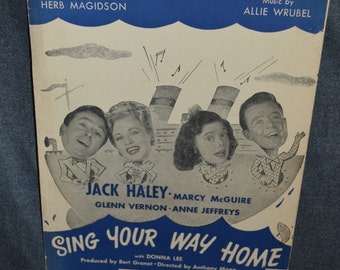 HERB MAGIDSON
Music by
ALLIE WRUBEL
JACK HALEY · MARCY McGUIRE
GLENN VERNON · ANNE JEFFREYS
SING YOUR WAY HOME
with DONNA LEE
Produced by Bert Granet · Directed by Anthony Mann